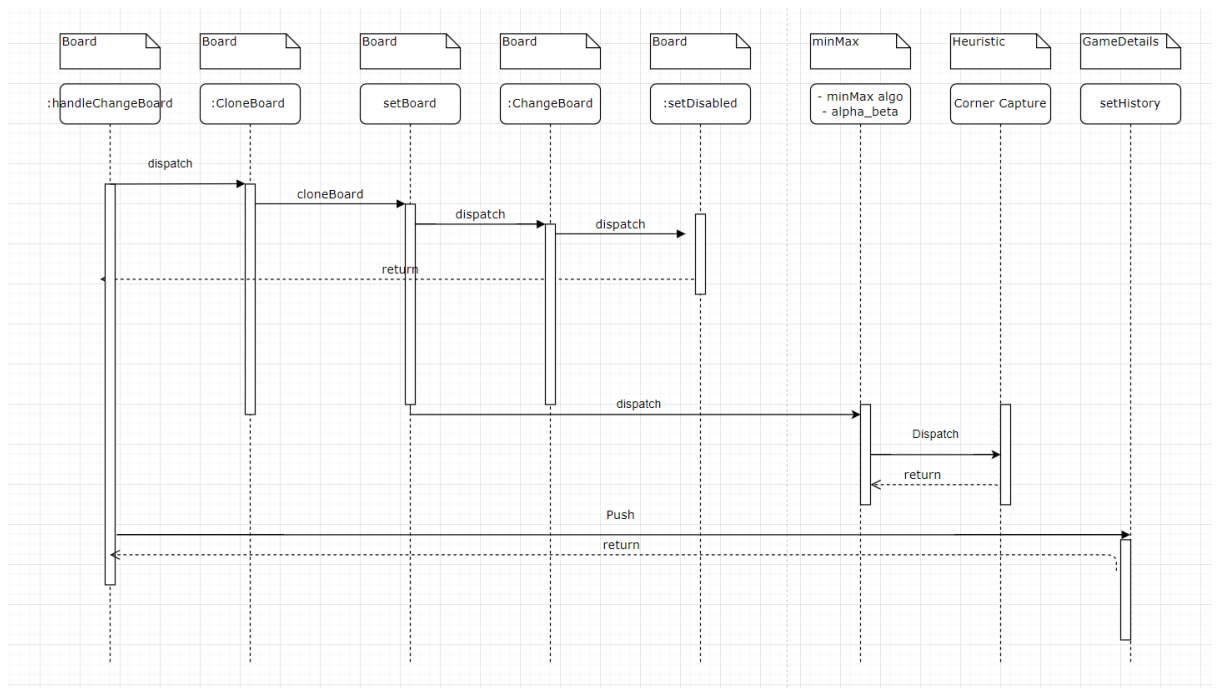 Board
Board
Board
Board
Board
minMax
Heuristic
GameDetails
:handleChangeBoard
:CloneBoard
setBoard
:ChangeBoard
:setDisabled
- minMax algo
- alpha_beta
Corner Capture
setHistory
dispatch
cloneBoard
dispatch
dispatch
return
dispatch
Dispatch
return
Push
return